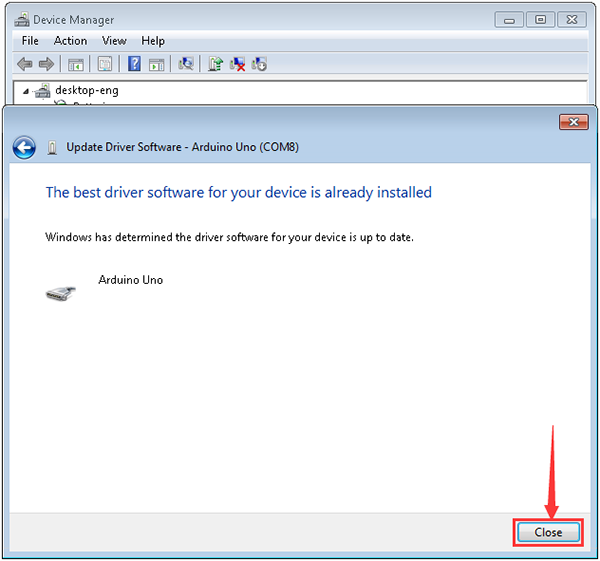 Device Manager
File Action View Help
desktop-eng
Update Driver Software - Arduino Uno (COM8)
The best driver software for your device is already installed
Windows has determined the driver software for your device is up to date.
Arduino Uno
Close